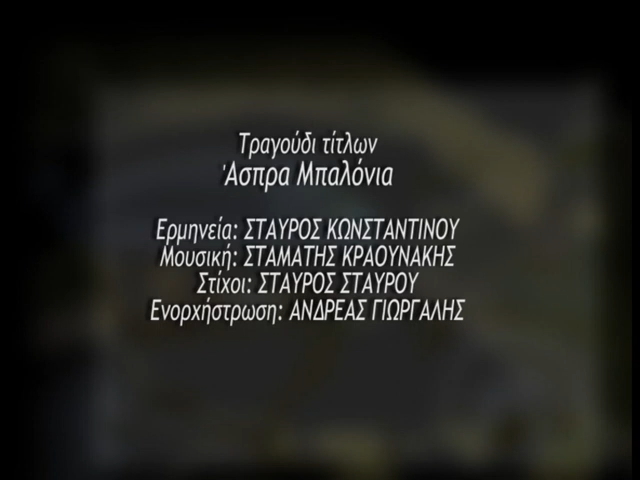 Τραγούδι τίτλων
Άσπρα Μπαλόνια
Ερμηνεία: ΣΤΑΥΡΟΣ ΚΩΝΣΤΑΝΤΙΝΟΥ
Μουσική: ΣΤΑΜΑΤΗΣ ΚΡΑΟΥΝΑΚΗΣ
Στίχοι: ΣΤΑΥΡΟΣ ΣΤΑΥΡΟΥ
Ενορχήστρωση: ΑΝΔΡΕΑΣ ΓΙΩΡΓΑΛΗΣ